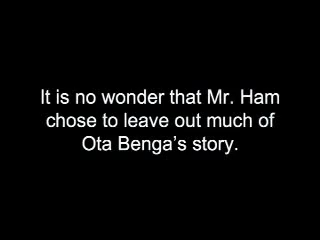 It is no wonder that Mr. Ham
chose to leave out much of
Ota Benga’s story.